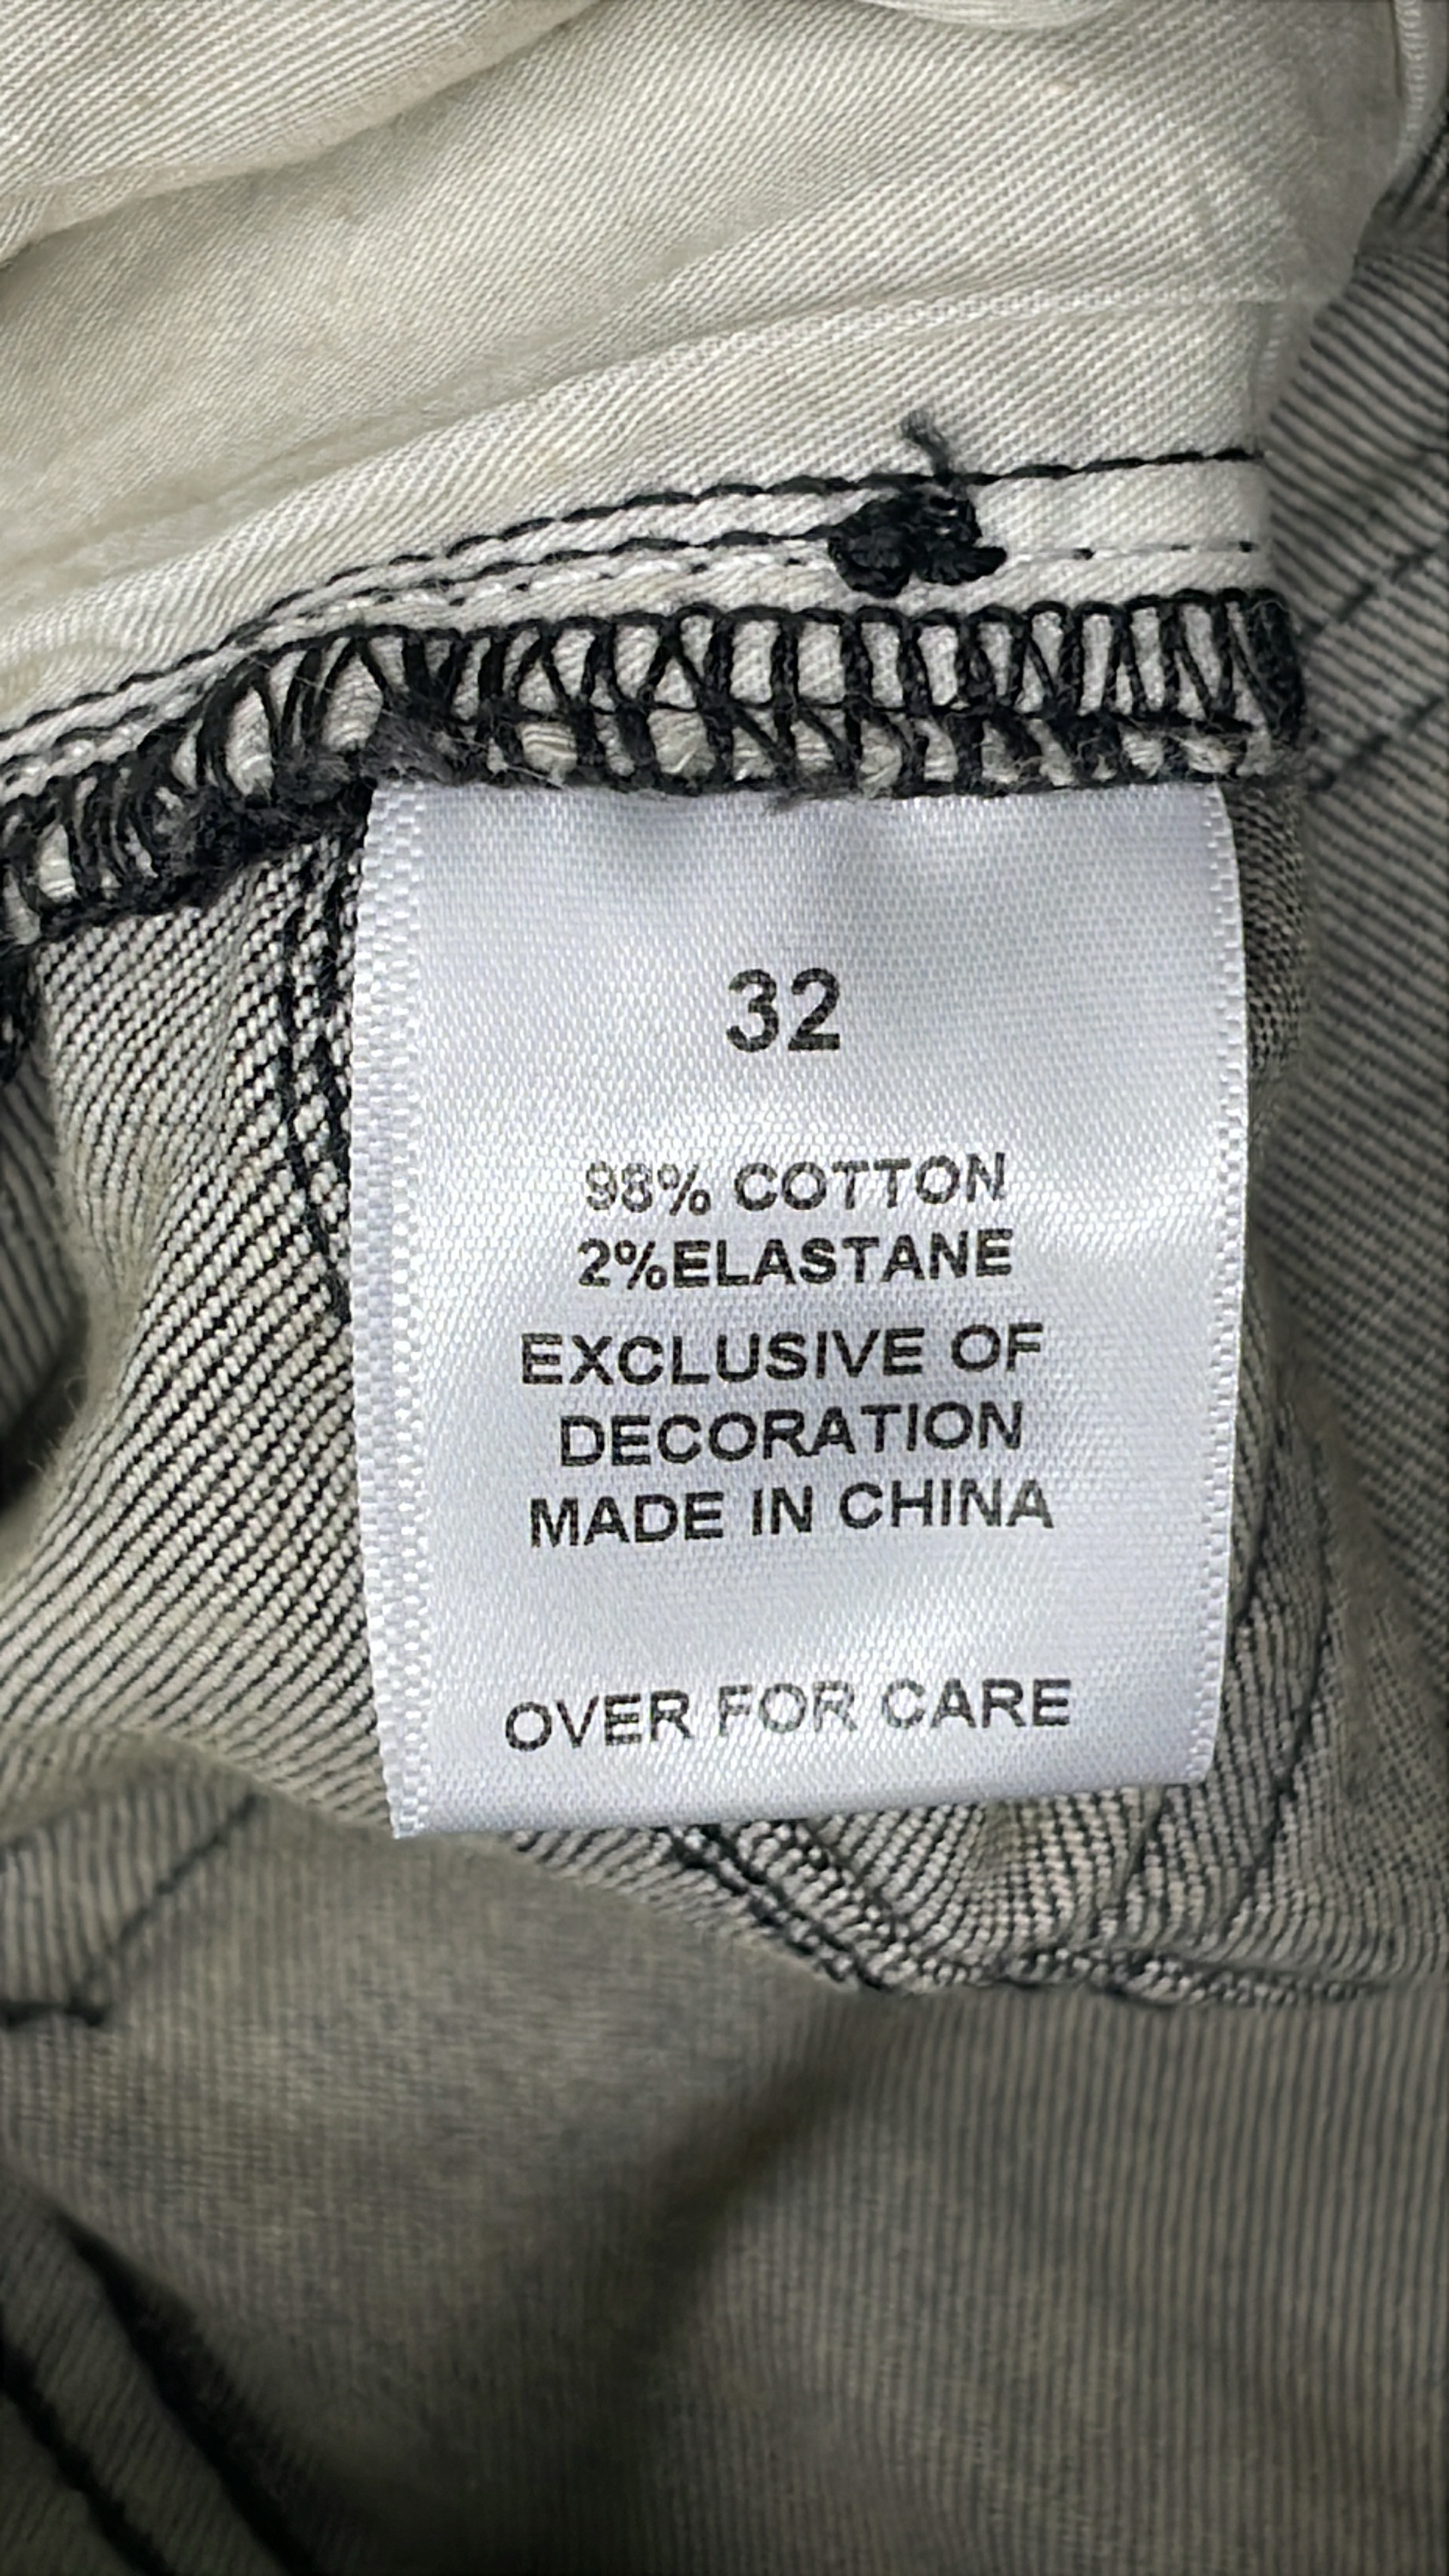 32
98% COTTON
2%ELASTANE
EXCLUSIVE OF
DECORATION
MADE IN CHINA
OVER FOR CARE